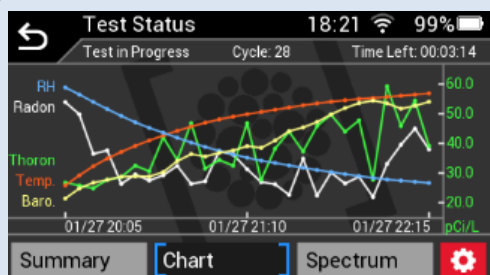 Test Status 18:21 99%
Test in Progress Cycle: 28 Time Left: 00:03:14
RH
Radon
Thoron
Temp.
Baro.
60.0
50.0
40.0
30.0
20.0
pCi/L
01/27 20:05 01/27 21:10 01/27 22:15
Summary Chart Spectrum